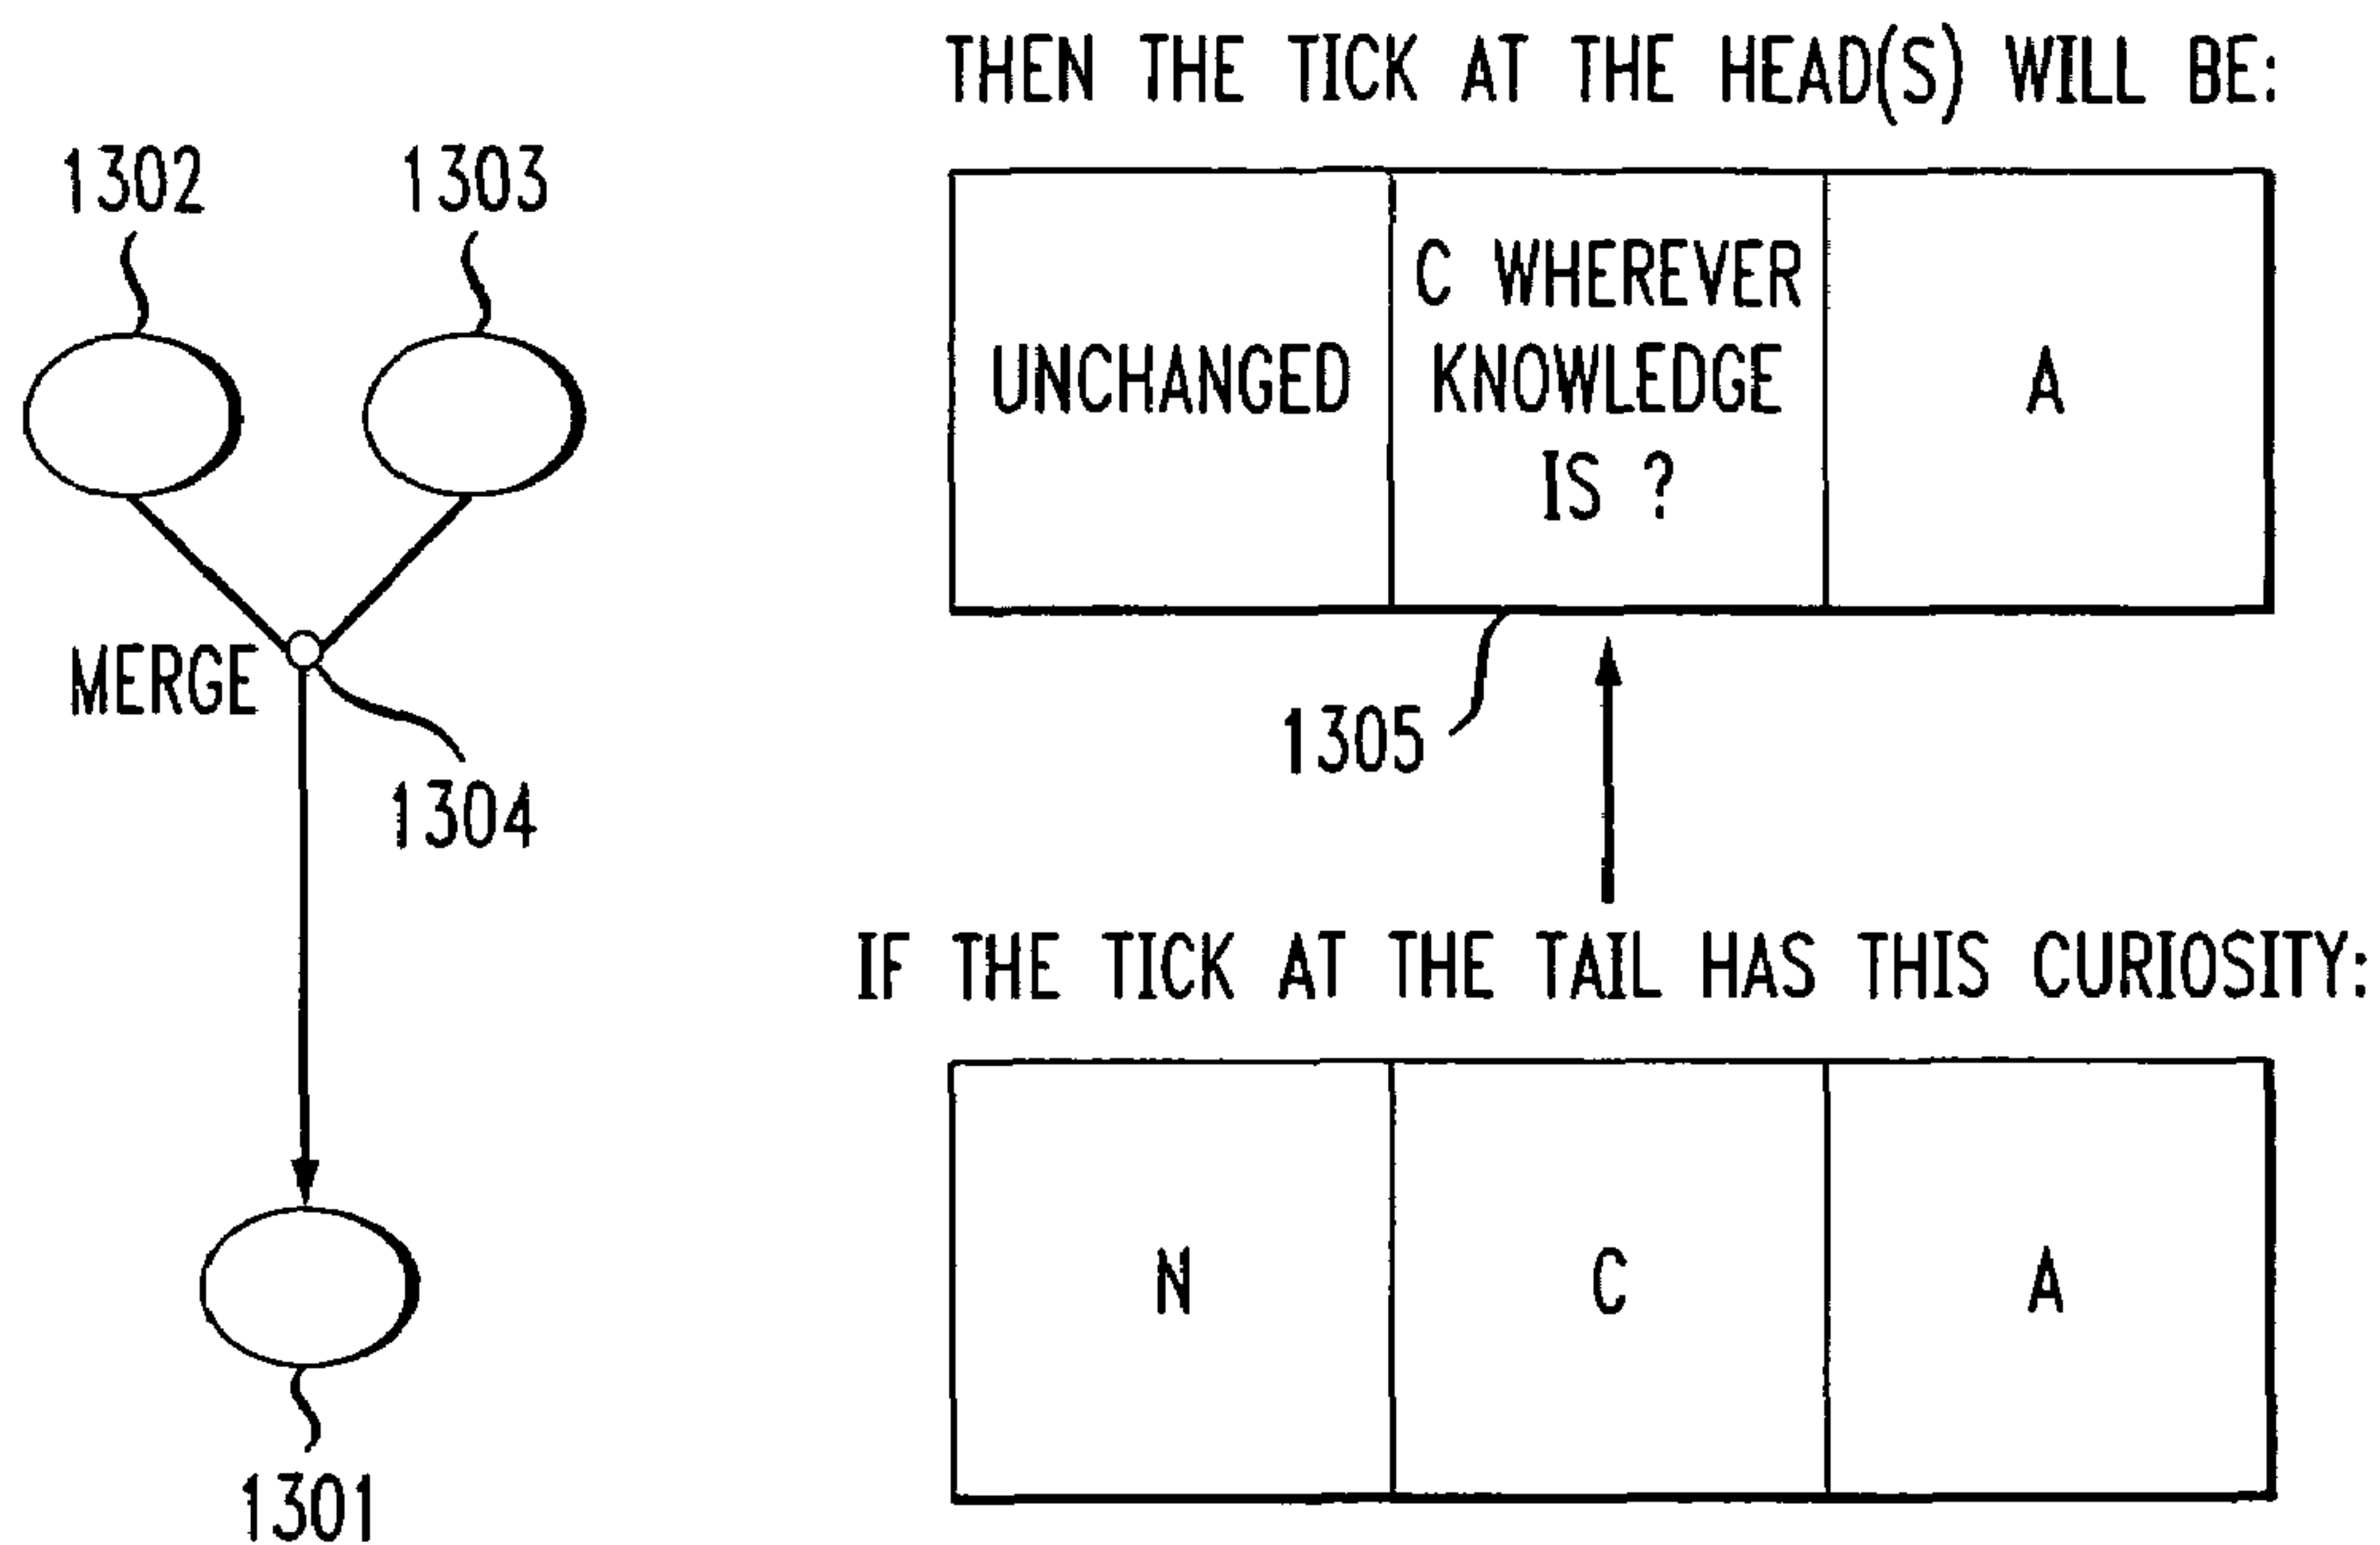 THEN THE TICK AT THE HEAD(S) WILL BE:
1302
1303
UNCHANGED
C WHEREVER
KNOWLEDGE
IS ?
A
MERGE
1304
1305
IF THE TICK AT THE TAIL HAS THIS CURIOSITY:
N
C
A
1301